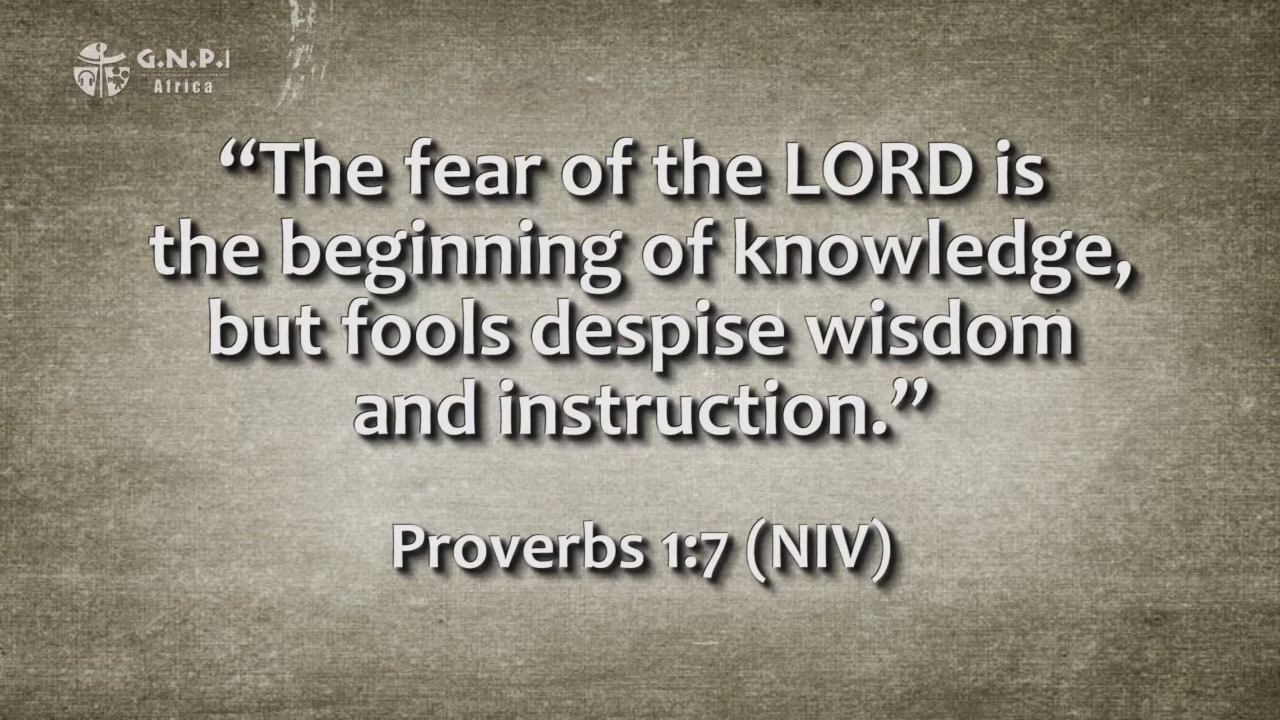 G.N.P.I
Africa
“The fear of the LORD is
the beginning of knowledge,
but fools despise wisdom
and instruction.”
Proverbs 1:7 (NIV)